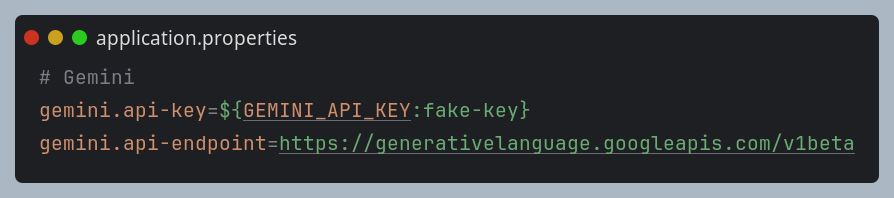 application.properties
# Gemini
gemini.api-key=${GEMINI_API_KEY:fake-key}
gemini.api-endpoint=https://generativelanguage.googleapis.com/v1beta